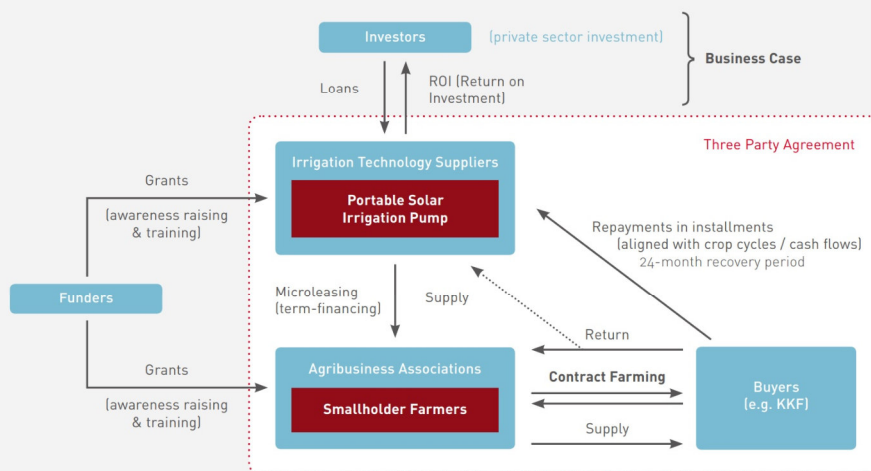 Investors
(private sector investment)
Business Case
Loans
ROI (Return on
Investment)
Three Party Agreement
Irrigation Technology Suppliers
Portable Solar
Irrigation Pump
Grants
(awareness raising
& training)
Repayments in installments
(aligned with crop cycles / cash flows)
24-month recovery period
Funders
Microleasing
(term-financing)
Supply
Return
Agribusiness Associations
Smallholder Farmers
Grants
(awareness raising
& training)
Contract Farming
Supply
Buyers
(e.g. KKF)